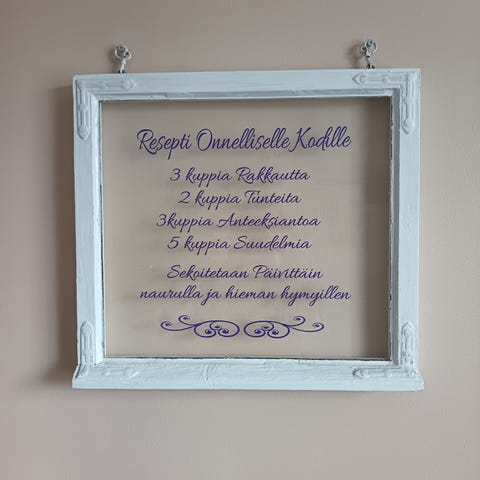 Resepti Onnelliselle Kodille
3 kuppia Rakkautta
2 kuppia Tunteita
3kuppia Anteeksiantoa
5 kuppia Suudelmia
Sekoitetaan Päivittäin
naurulla ja hieman hymyillen